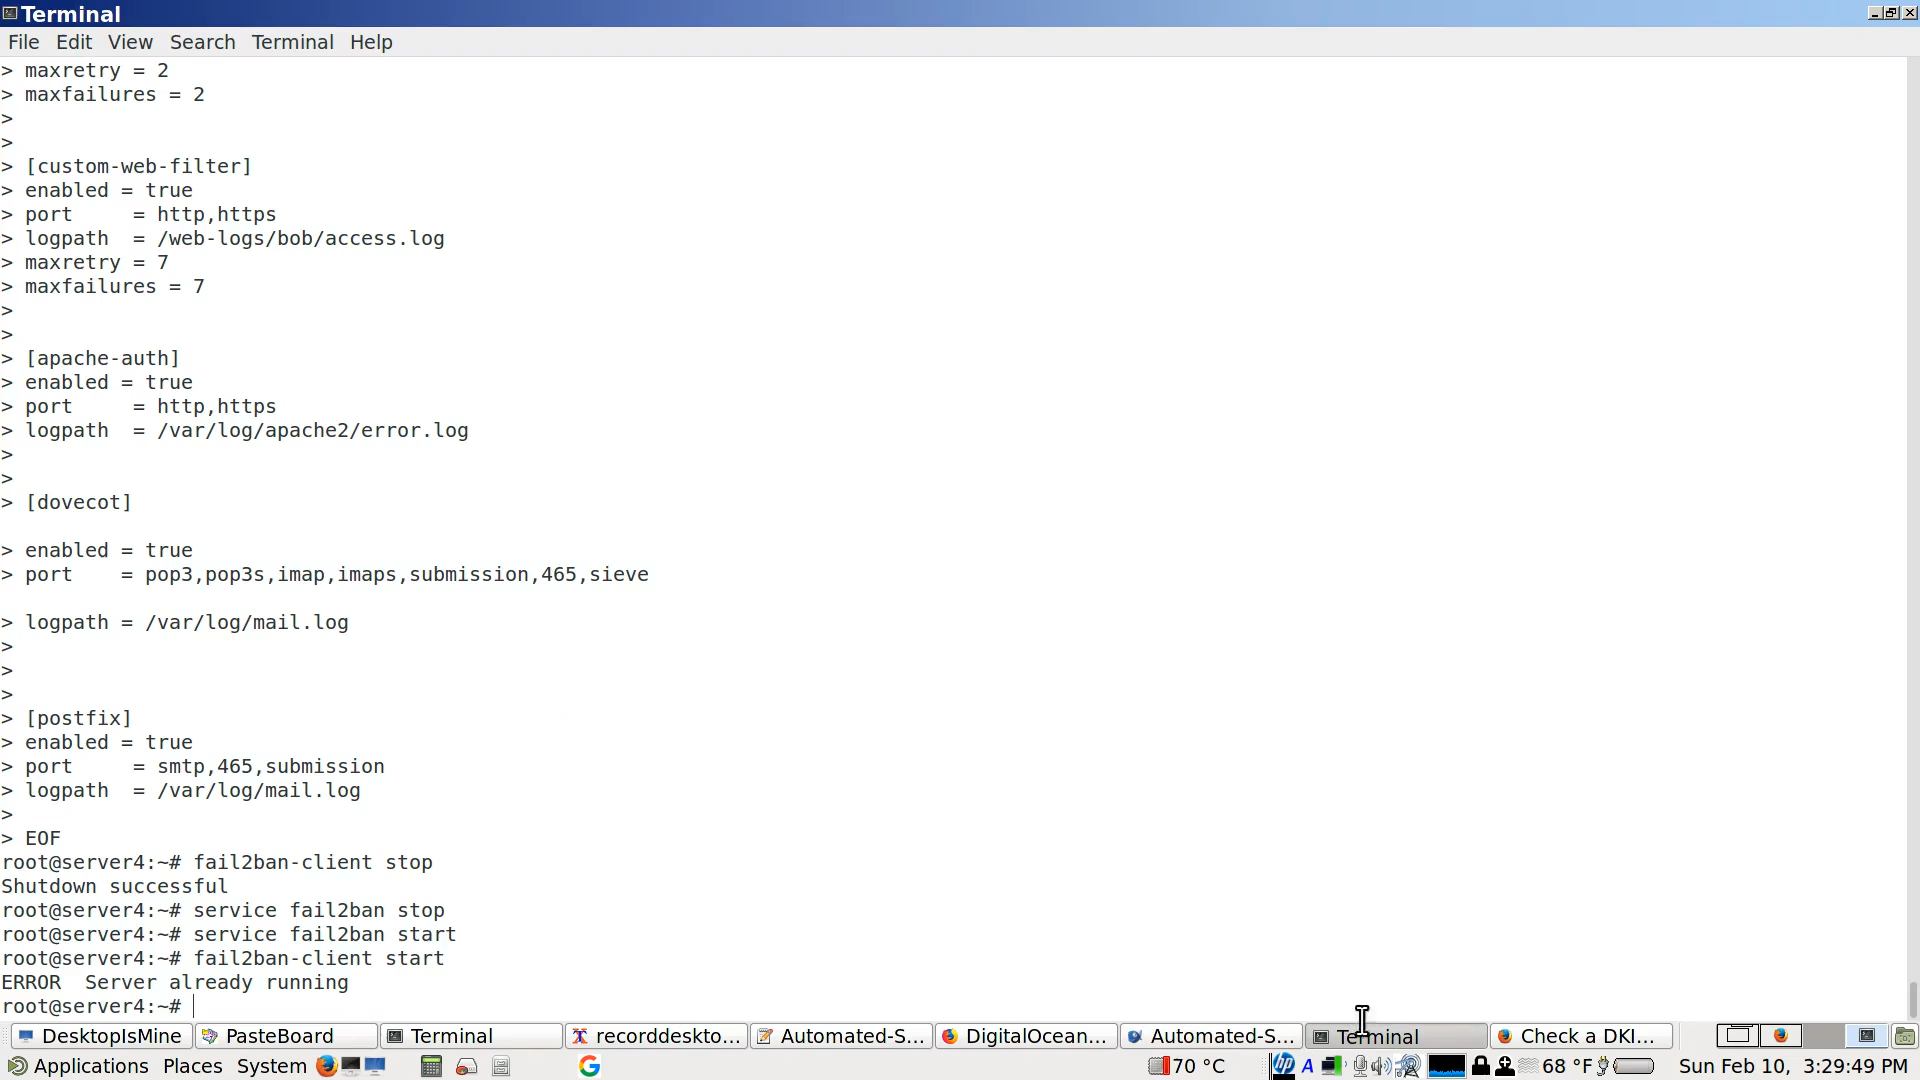 Terminal
File Edit View Search Terminal Help
> maxretry = 2
> maxfailures = 2
>
>
> [custom-web-filter]
> enabled = true
> port     = http,https
> logpath  = /web-logs/bob/access.log
> maxretry = 7
> maxfailures = 7
>
>
> [apache-auth]
> enabled = true
> port     = http,https
> logpath  = /var/log/apache2/error.log
>
>
> [dovecot]

> enabled = true
> port    = pop3,pop3s,imap,imaps,submission,465,sieve

> logpath = /var/log/mail.log
>
>
>
> [postfix]
> enabled = true
> port     = smtp,465,submission
> logpath  = /var/log/mail.log
>
> EOF
root@server4:~# fail2ban-client stop
Shutdown successful
root@server4:~# service fail2ban stop
root@server4:~# service fail2ban start
root@server4:~# fail2ban-client start
ERROR  Server already running
root@server4:~#
DesktopIsMine PasteBoard Terminal recorddeskto... Automated-S... DigitalOcean... Automated-S... Terminal Check a DKI...
Applications Places System 70 °C A 68 °F Sun Feb 10, 3:29:49 PM